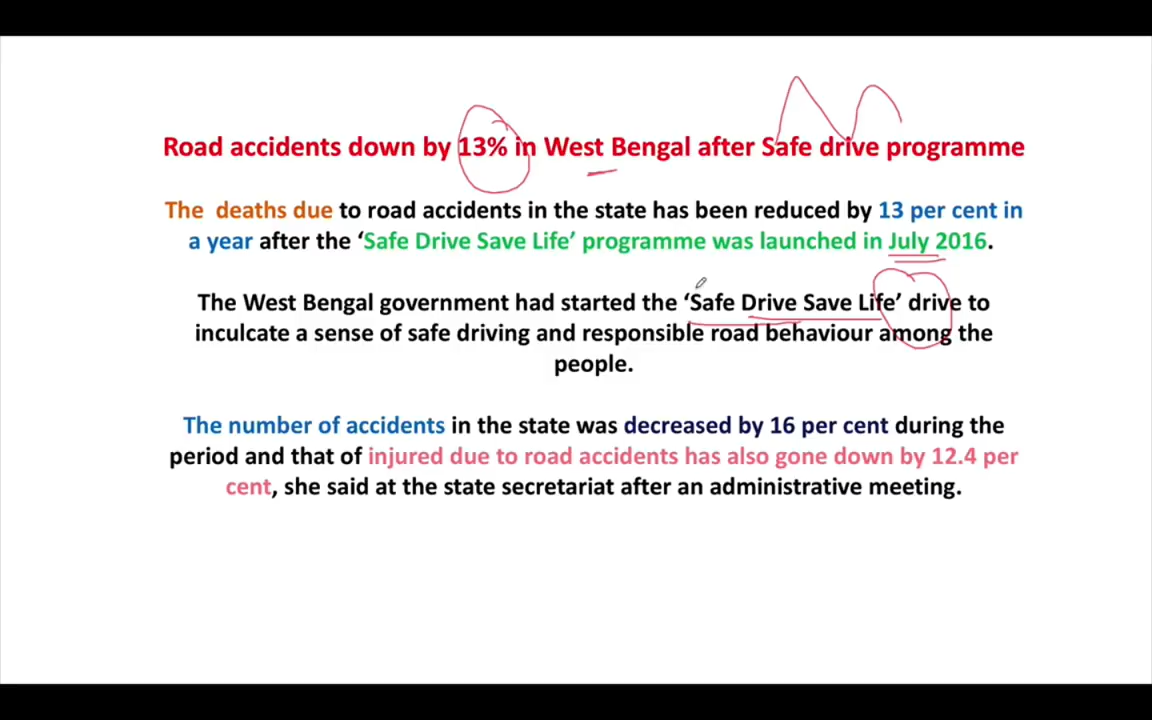 Road accidents down by 13% in West Bengal after Safe drive programme
The deaths due to road accidents in the state has been reduced by 13 per cent in
a year after the ‘Safe Drive Save Life’ programme was launched in July 2016.
The West Bengal government had started the ‘Safe Drive Save Life’ drive to
inculcate a sense of safe driving and responsible road behaviour among the
people.
The number of accidents in the state was decreased by 16 per cent during the
period and that of injured due to road accidents has also gone down by 12.4 per
cent, she said at the state secretariat after an administrative meeting.